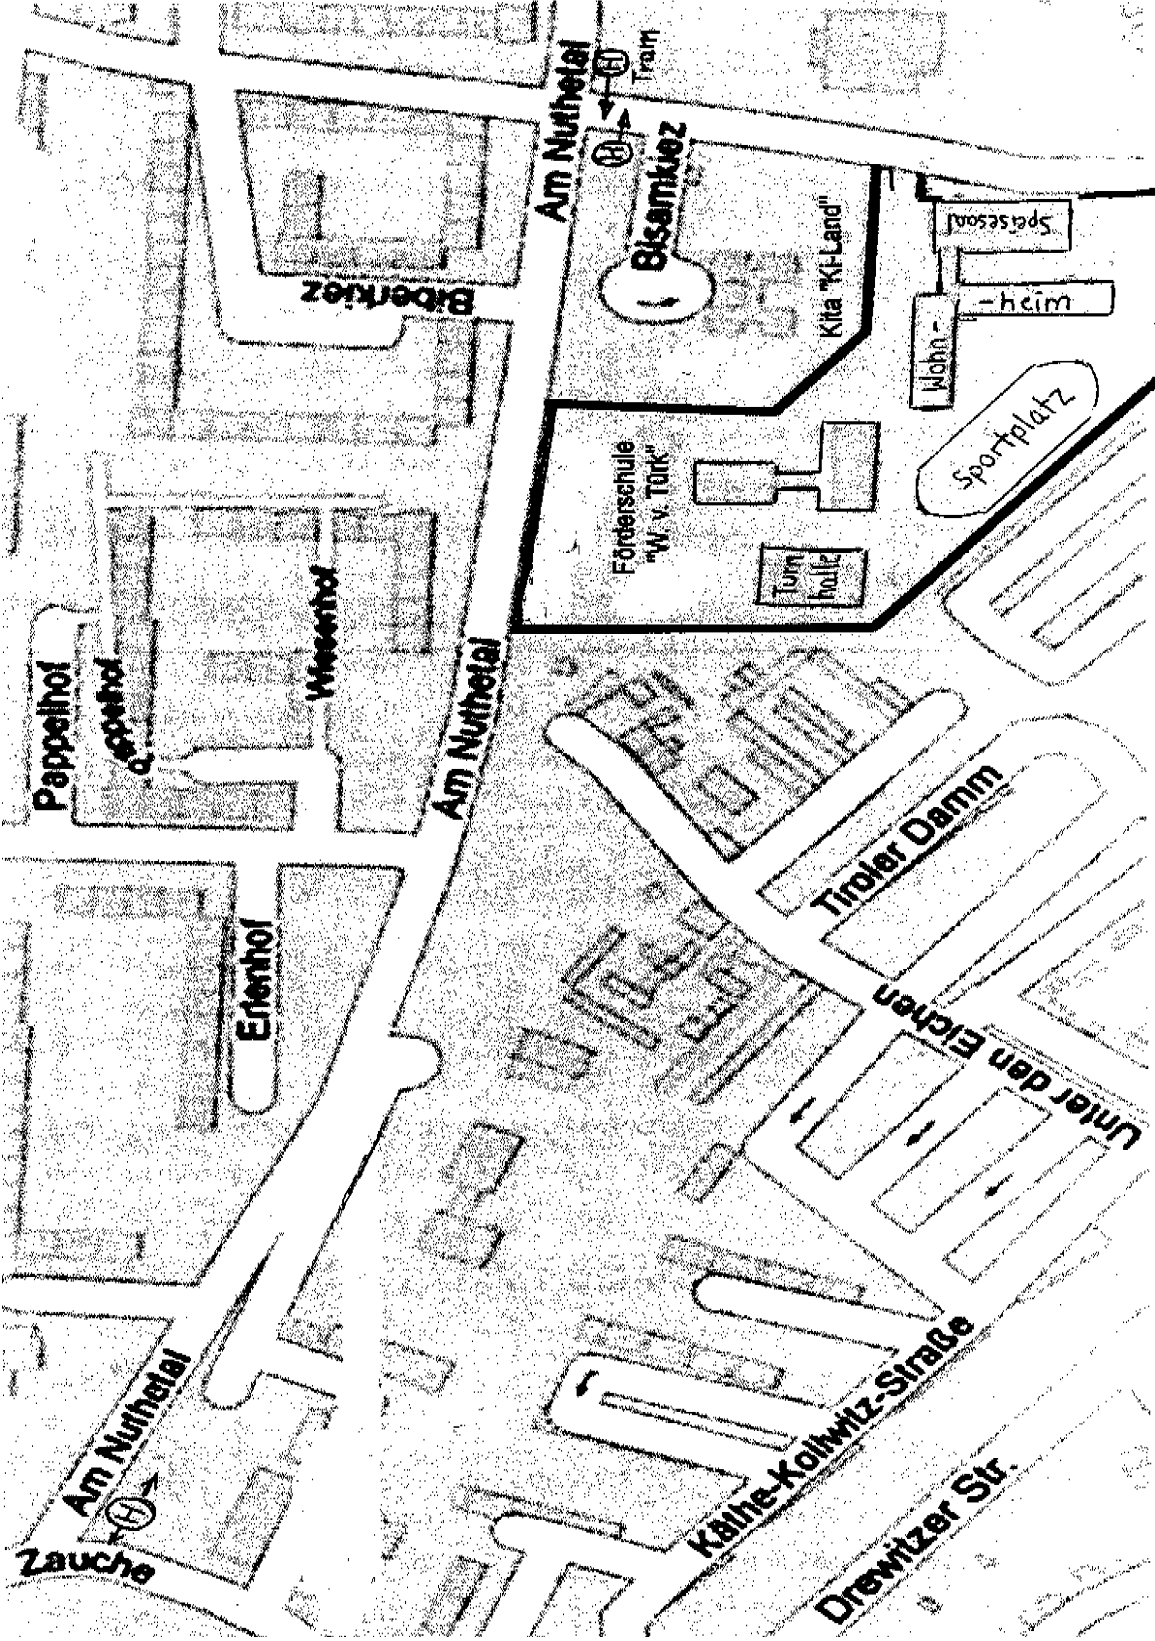 Am Nuthetal
H
Tram
H
Bisamkiez
Biberkiez
Kita "Ki-Land"
Speisesaal
Wohn-
-heim
Sportplatz
Förderschule
"W. v. Türk"
Turn
halle
Pappelhof
Pappelhof
Wiesenhof
Am Nuthetal
Erlenhof
Tiroler Damm
Unter den Eichen
Am Nuthetal
H
Zauche
Käthe-Kollwitz-Straße
Drewitzer Str.